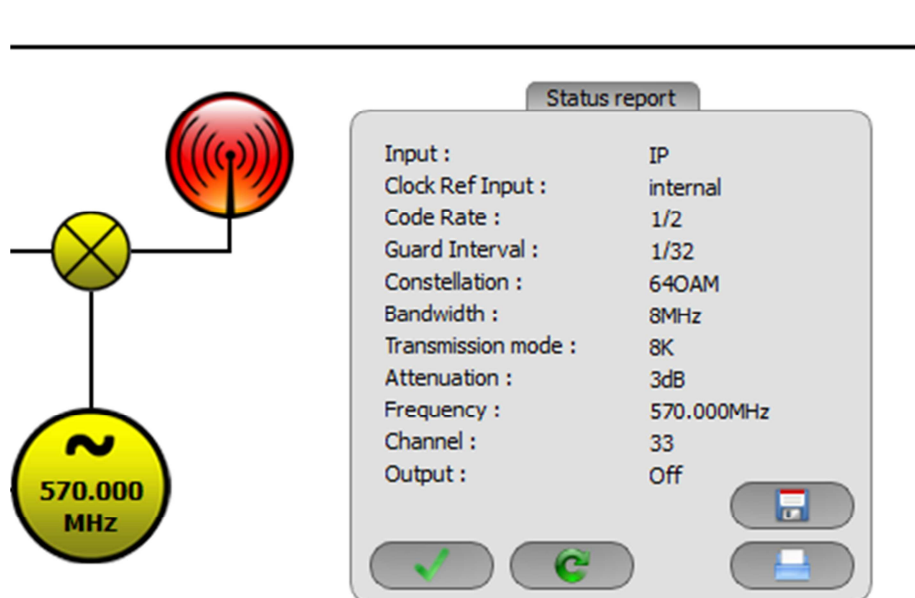 Status report
Input : IP
Clock Ref Input : internal
Code Rate : 1/2
Guard Interval : 1/32
Constellation : 64OAM
Bandwidth : 8MHz
Transmission mode : 8K
Attenuation : 3dB
Frequency : 570.000MHz
Channel : 33
Output : Off
570.000
MHz